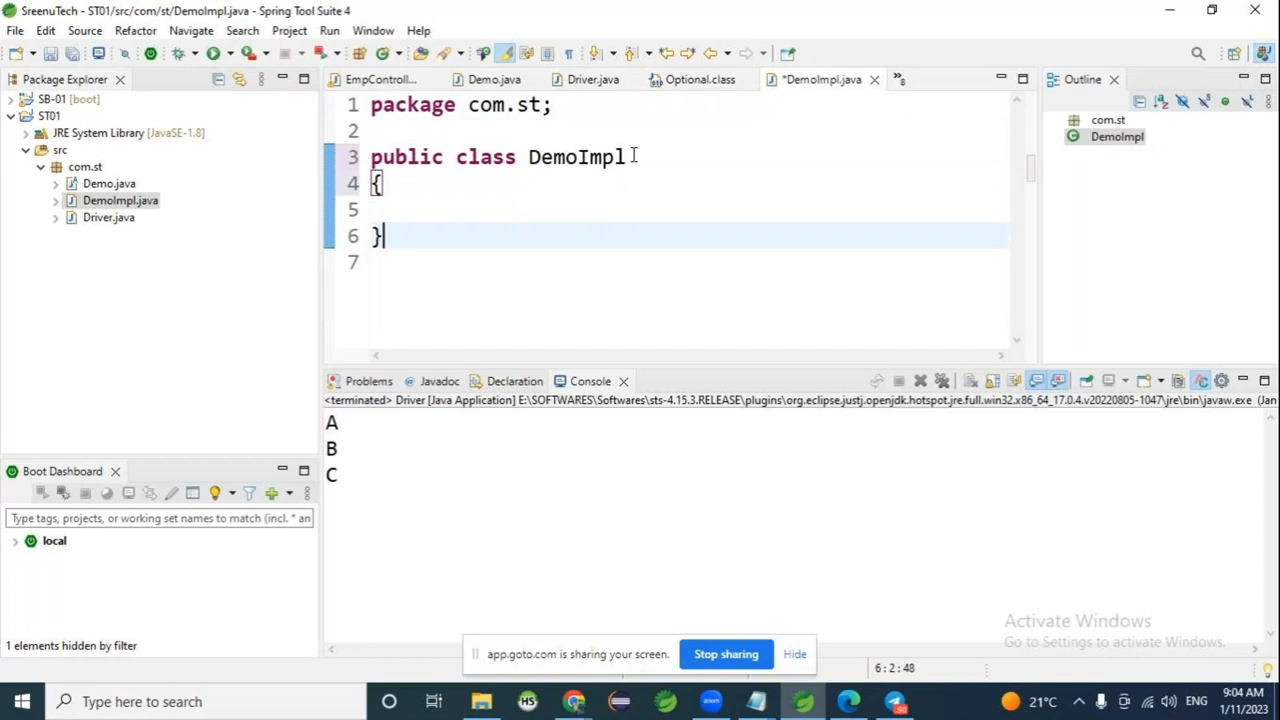 SreenuTech - ST01/src/com/st/DemoImpl.java - Spring Tool Suite 4
File Edit Source Refactor Navigate Search Project Run Window Help
Package Explorer
EmpControll...
Demo.java
Driver.java
Optional.class
*DemoImpl.java
Outline
SB-01 [boot]
ST01
JRE System Library [JavaSE-1.8]
src
com.st
Demo.java
DemoImpl.java
Driver.java
1 package com.st;
2
3 public class DemoImpl
4 {
5
6 }
7
com.st
DemoImpl
Problems Javadoc Declaration Console
<terminated> Driver [Java Application] E:\SOFTWARES\Softwares\sts-4.15.3.RELEASE\plugins\org.eclipse.justj.openjdk.hotspot.jre.full.win32.x86_64_17.0.4.v20220805-1047\jre\bin\javaw.exe (Jan
A
B
C
Boot Dashboard
Type tags, projects, or working set names to match (incl. * an
local
1 elements hidden by filter
Activate Windows
Go to Settings to activate Windows.
app.goto.com is sharing your screen. Stop sharing Hide
6 : 2 : 48
Type here to search
21°C
ENG
9:04 AM
1/11/2023